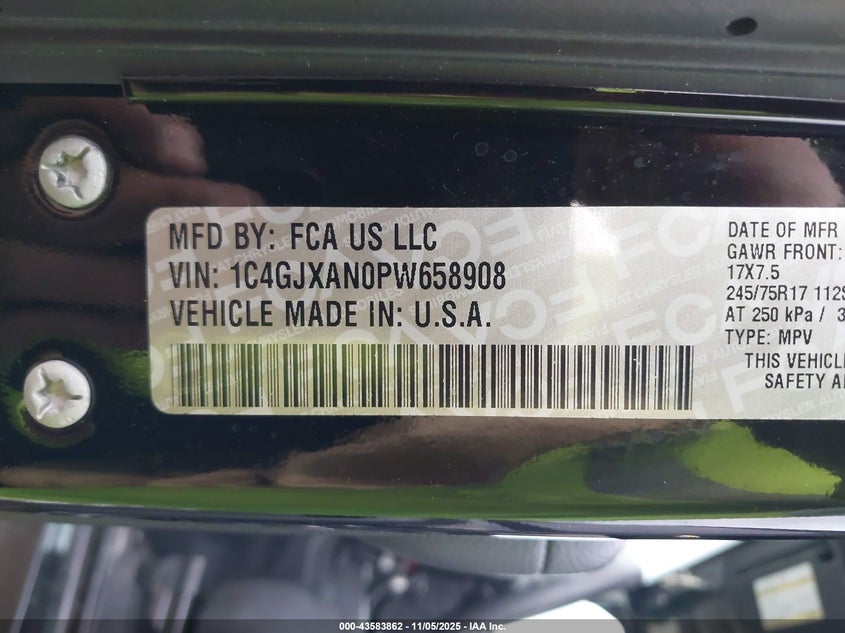 MFD BY: FCA US LLC
VIN: 1C4GJXAN0PW658908
VEHICLE MADE IN: U.S.A.
DATE OF MFR
GAWR FRONT:
17X7.5
245/75R17 112S
AT 250 kPa / 3
TYPE: MPV
THIS VEHICLE
SAFETY
000-43583862 - 11/05/2025 - IAA Inc.